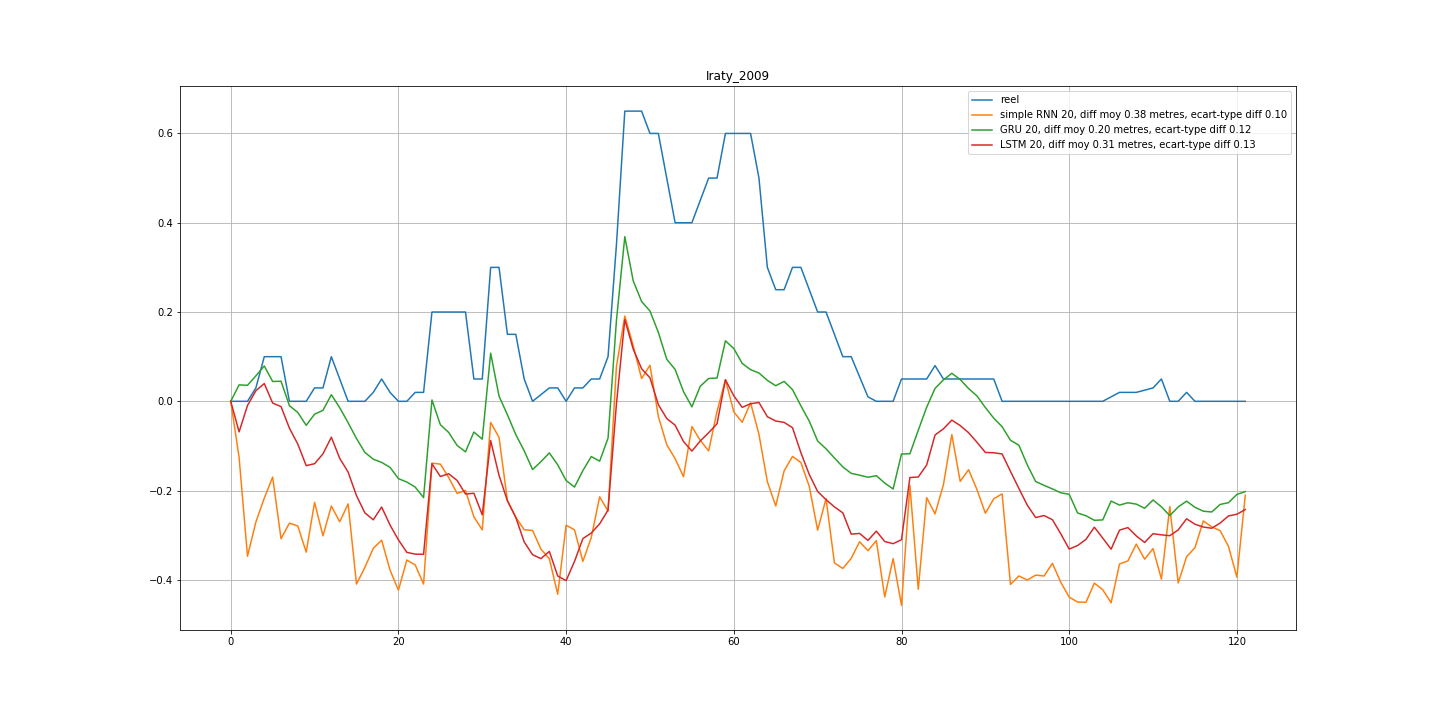 Iraty_2009
reel
simple RNN 20, diff moy 0.38 metres, ecart-type diff 0.10
GRU 20, diff moy 0.20 metres, ecart-type diff 0.12
LSTM 20, diff moy 0.31 metres, ecart-type diff 0.13
0.6
0.4
0.2
0.0
−0.2
−0.4
0 20 40 60 80 100 120